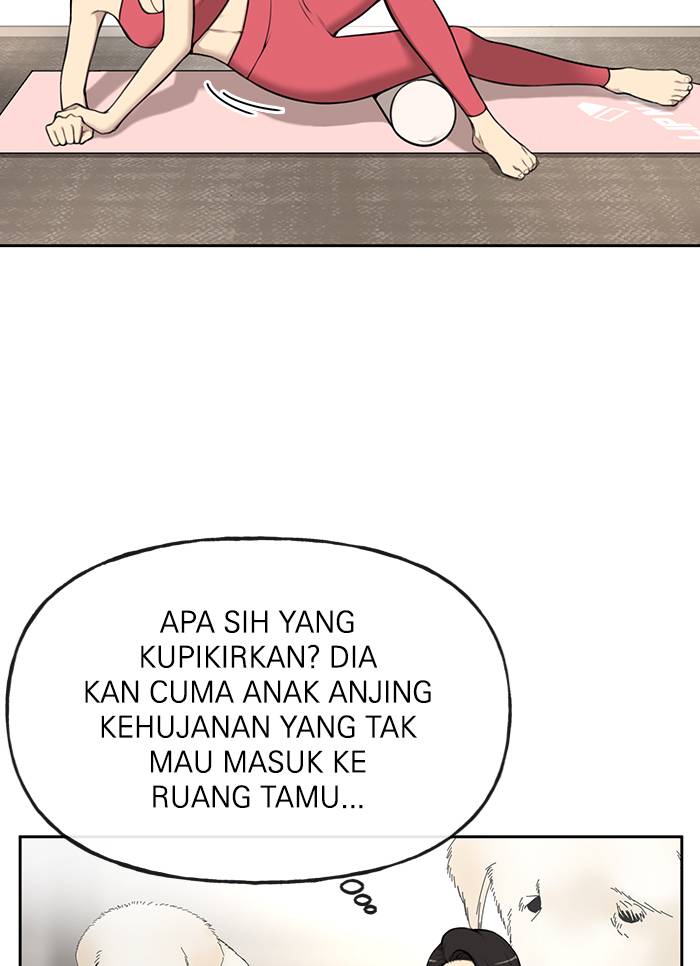 APA SIH YANG
KUPIKIRKAN? DIA
KAN CUMA ANAK ANJING
KEHUJANAN YANG TAK
MAU MASUK KE
RUANG TAMU...